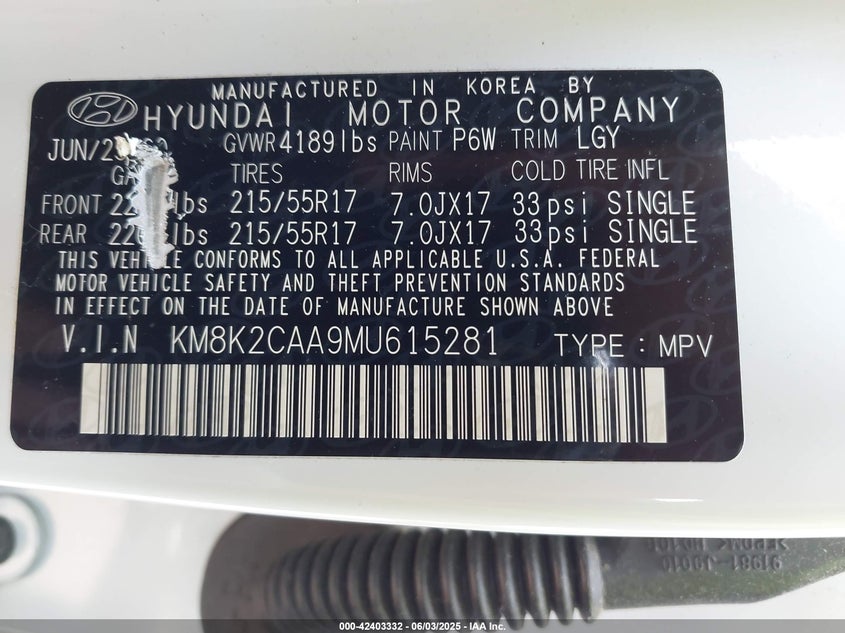 MANUFACTURED IN KOREA BY
HYUNDAI MOTOR COMPANY
GVWR 4189lbs PAINT P6W TRIM LGY
TIRES RIMS COLD TIRE INFL
FRONT lbs 215/55R17 7.0JX17 33psi SINGLE
REAR lbs 215/55R17 7.0JX17 33psi SINGLE
THIS VEHICLE CONFORMS TO ALL APPLICABLE U.S.A. FEDERAL
MOTOR VEHICLE SAFETY AND THEFT PREVENTION STANDARDS
IN EFFECT ON THE DATE OF MANUFACTURE SHOWN ABOVE
V.I.N KM8K2CAA9MU615281 TYPE : MPV
91981-J9010
000-42403332 - 06/03/2025 - IAA Inc.